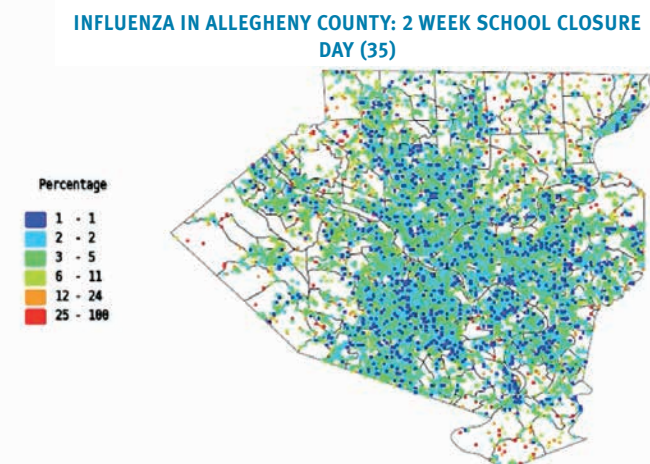 INFLUENZA IN ALLEGHENY COUNTY: 2 WEEK SCHOOL CLOSURE
DAY (35)
Percentage
1 - 1
2 - 2
3 - 5
6 - 11
12 - 24
25 - 100